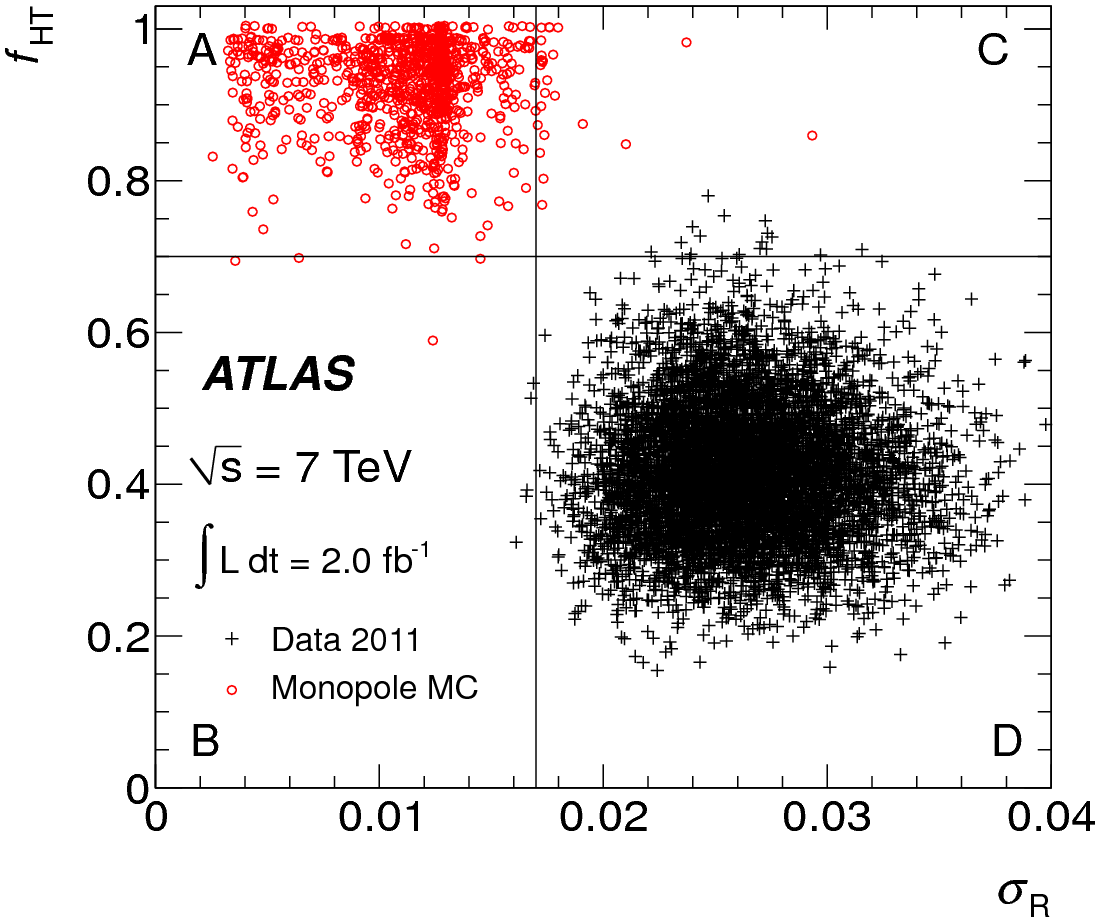 f_HT
1
A
C
0.8
0.6
ATLAS
√s = 7 TeV
0.4
∫ L dt = 2.0 fb⁻¹
+ Data 2011
0.2
○ Monopole MC
B
D
0
0 0.01 0.02 0.03 0.04
σ_R